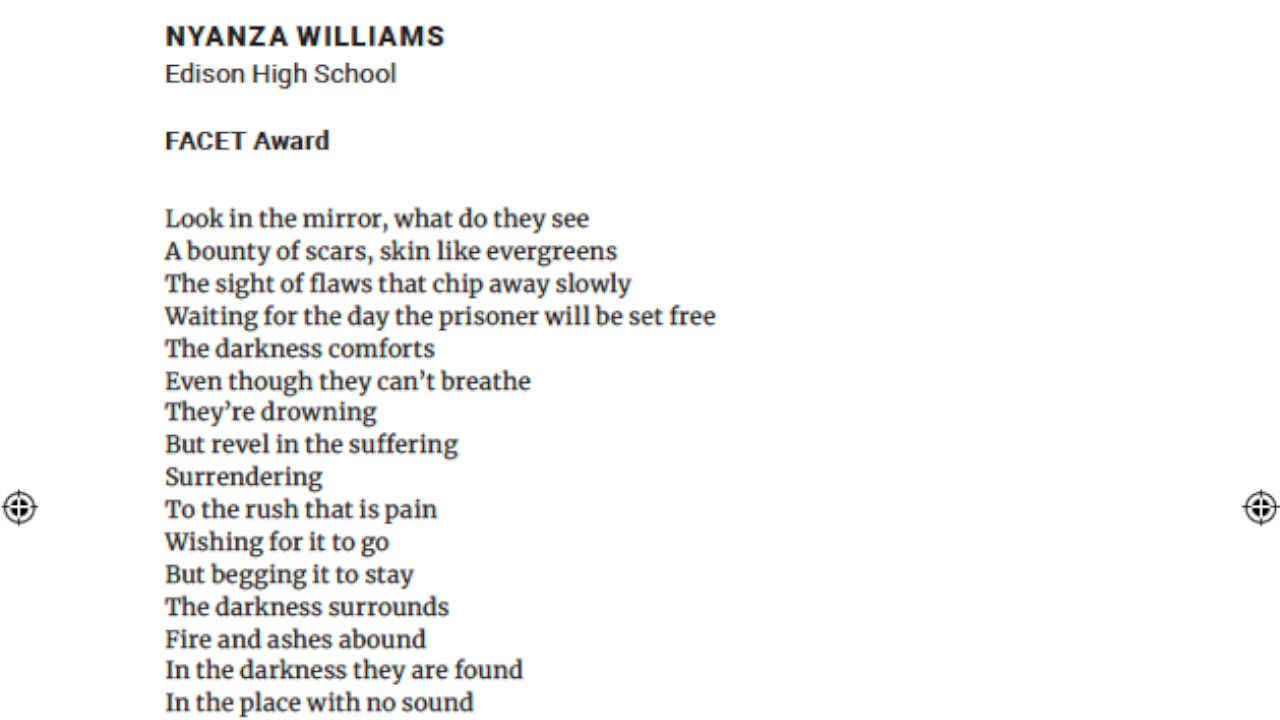 NYANZA WILLIAMS
Edison High School
FACET Award
Look in the mirror, what do they see
A bounty of scars, skin like evergreens
The sight of flaws that chip away slowly
Waiting for the day the prisoner will be set free
The darkness comforts
Even though they can’t breathe
They’re drowning
But revel in the suffering
Surrendering
To the rush that is pain
Wishing for it to go
But begging it to stay
The darkness surrounds
Fire and ashes abound
In the darkness they are found
In the place with no sound